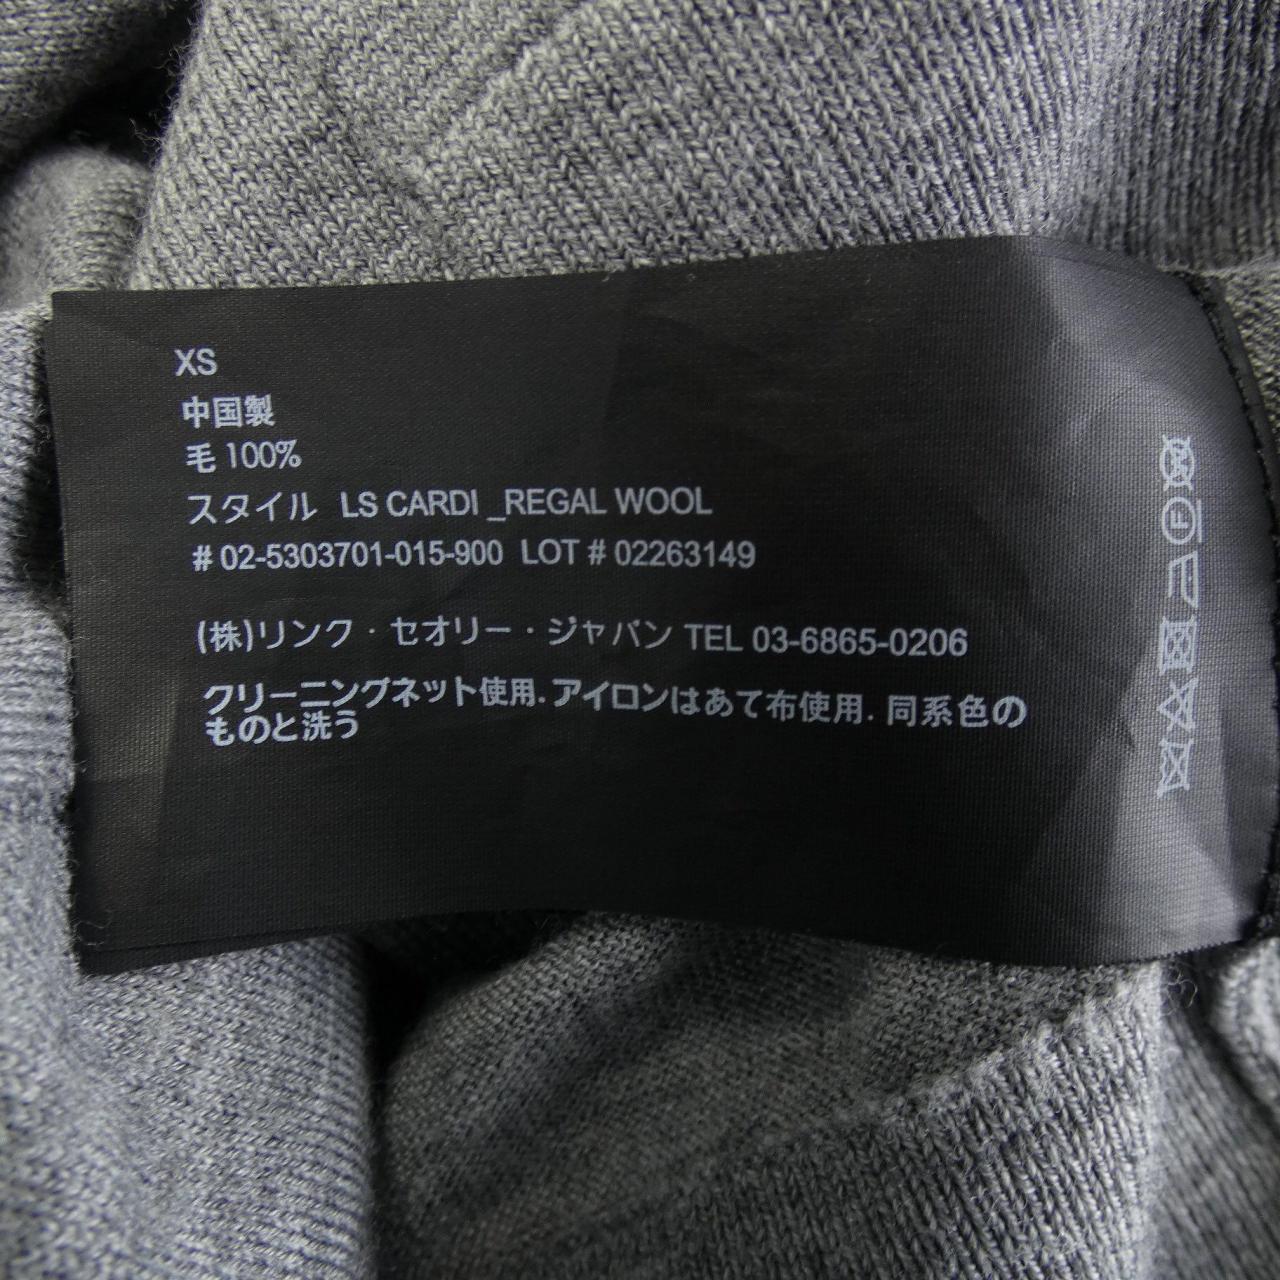 XS
中国製
毛 100%
スタイル LS CARDI _REGAL WOOL
# 02-5303701-015-900 LOT # 02263149
(株)リンク・セオリー・ジャパン TEL 03-6865-0206
クリーニングネット使用.アイロンはあて布使用. 同系色の
ものと洗う
F